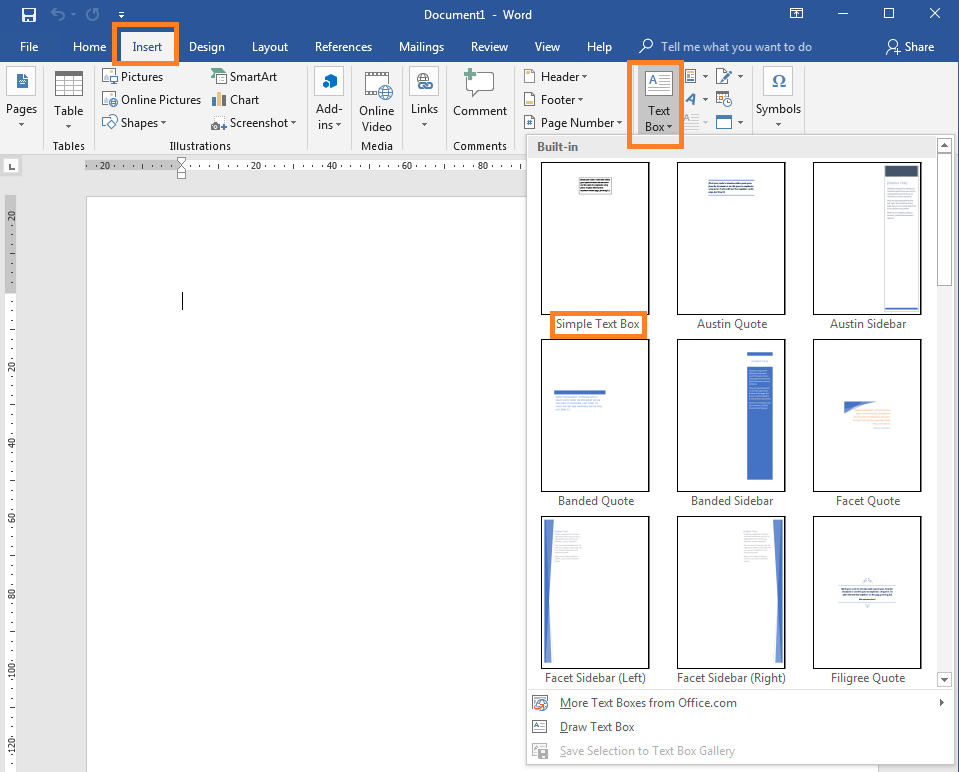 Document1 - Word
File Home Insert Design Layout References Mailings Review View Help Tell me what you want to do Share
Pages
Table
Tables
Pictures
Online Pictures
Shapes
SmartArt
Chart
Screenshot
Illustrations
Add-
ins
Online
Video
Media
Links
Comment
Comments
Header
Footer
Page Number
Text
Box
Symbols
20 20 40 60 80
20
20
40
60
80
100
120
Built-in
Simple Text Box Austin Quote Austin Sidebar
Banded Quote Banded Sidebar Facet Quote
Facet Sidebar (Left) Facet Sidebar (Right) Filigree Quote
More Text Boxes from Office.com
Draw Text Box
Save Selection to Text Box Gallery